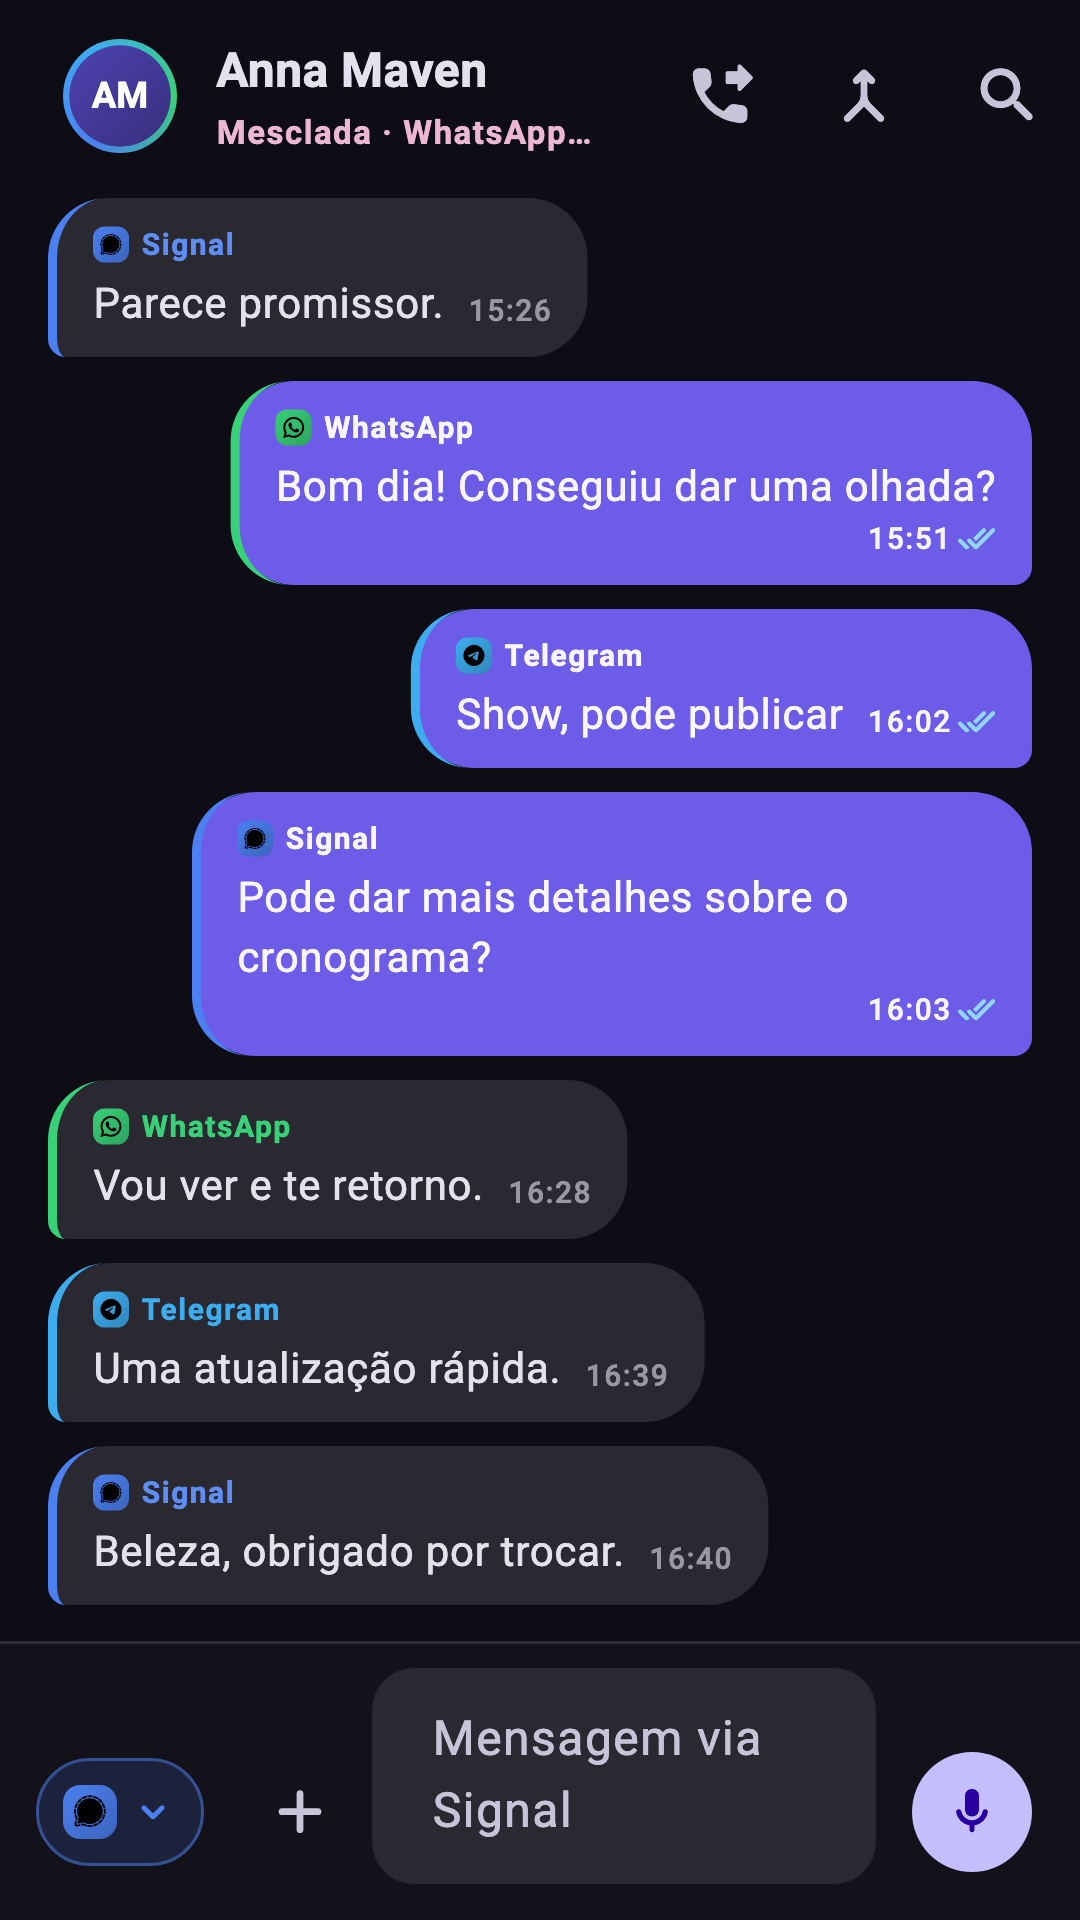 AM
Anna Maven
Mesclada · WhatsApp…
Signal
Parece promissor. 15:26
WhatsApp
Bom dia! Conseguiu dar uma olhada?
15:51
Telegram
Show, pode publicar 16:02
Signal
Pode dar mais detalhes sobre o
cronograma?
16:03
WhatsApp
Vou ver e te retorno. 16:28
Telegram
Uma atualização rápida. 16:39
Signal
Beleza, obrigado por trocar. 16:40
Mensagem via
Signal